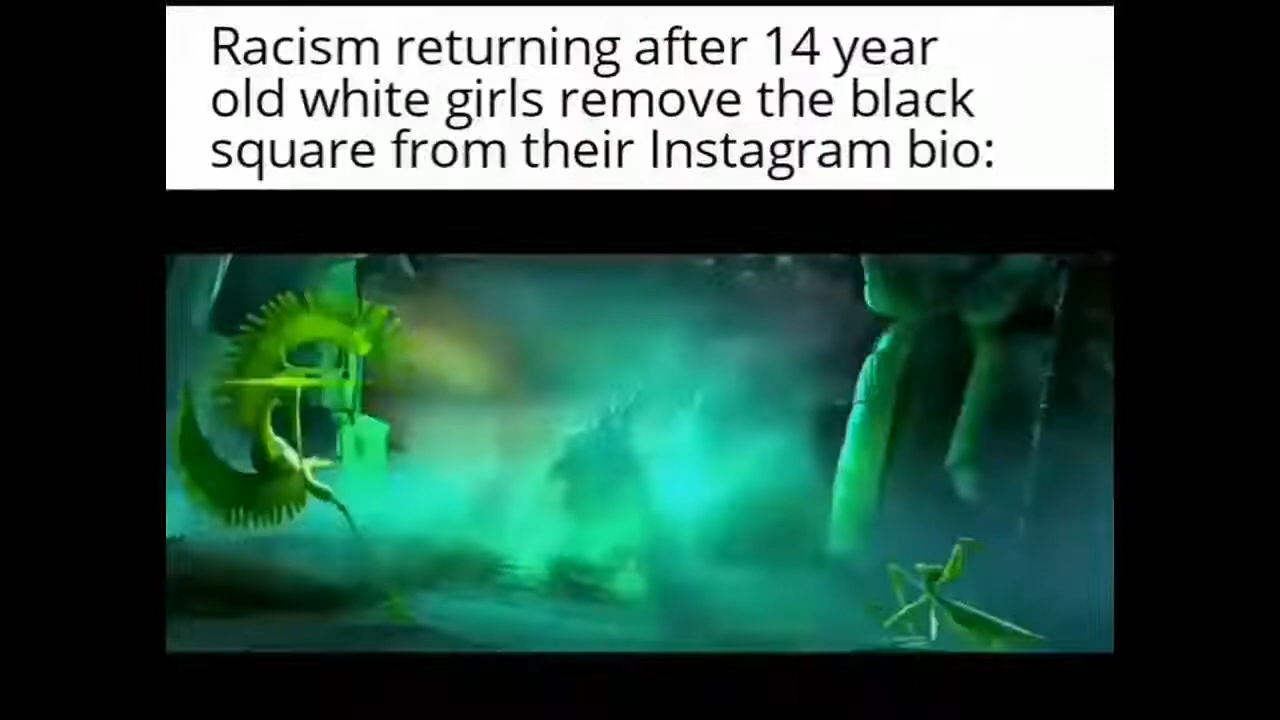 Racism returning after 14 year
old white girls remove the black
square from their Instagram bio: